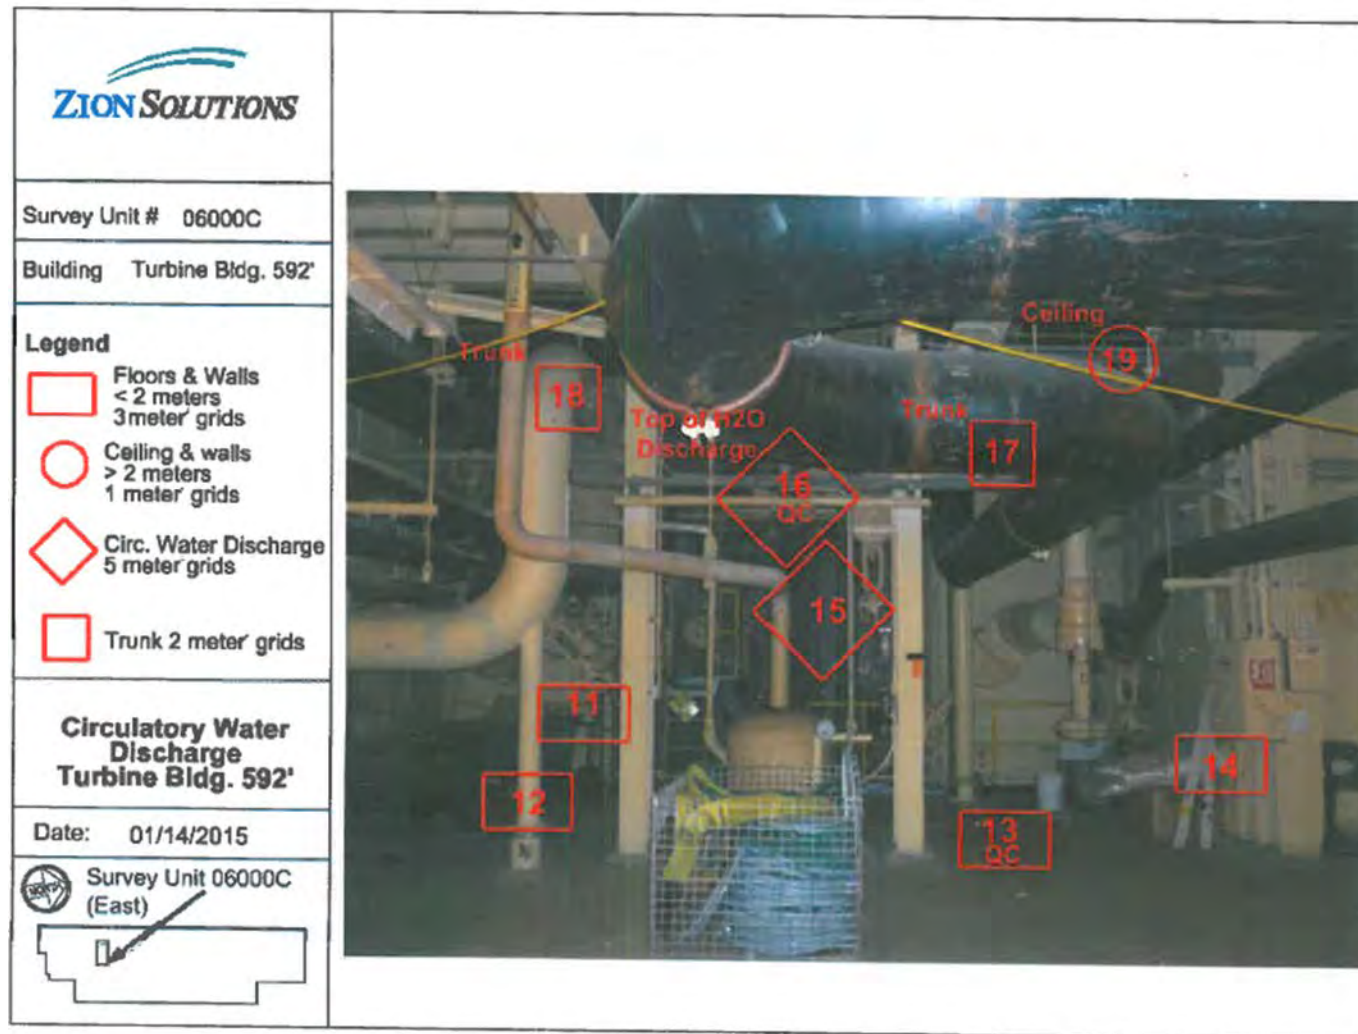 ZION SOLUTIONS
Survey Unit # 06000C
Building Turbine Bldg. 592'
Legend
Floors & Walls
< 2 meters
3 meter' grids
Ceiling & walls
> 2 meters
1 meter' grids
Circ. Water Discharge
5 meter' grids
Trunk 2 meter' grids
Circulatory Water
Discharge
Turbine Bldg. 592'
Date: 01/14/2015
NORTH
Survey Unit 06000C
(East)
Ceiling
19
Trunk
18
Top of H2O
Discharge
Trunk
17
16
QC
15
11
EXIT
14
12
13
QC